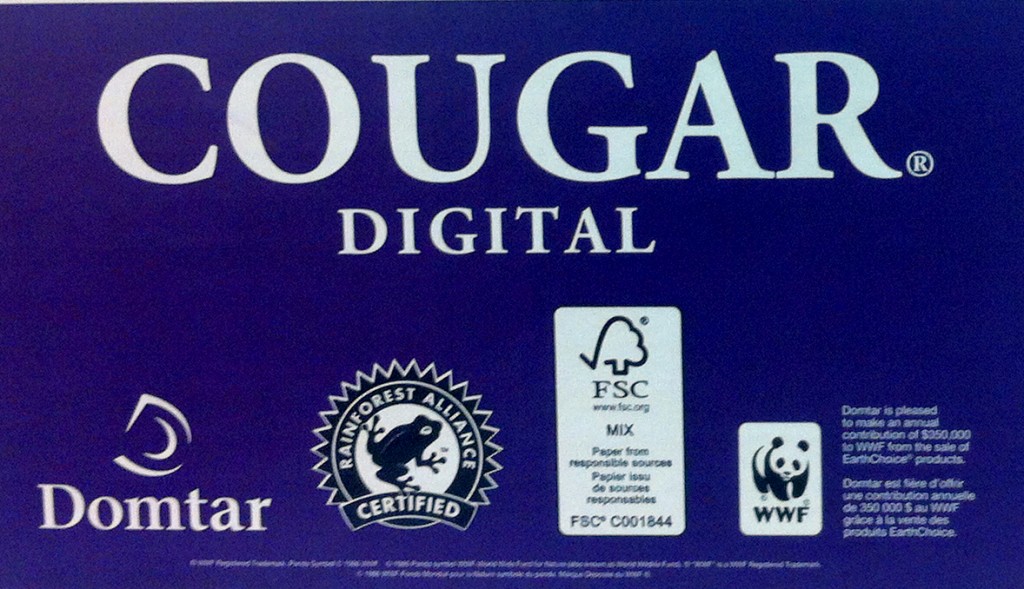 COUGAR®
DIGITAL
Domtar
RAINFOREST ALLIANCE
CERTIFIED
®
FSC
www.fsc.org
MIX
Paper from
responsible sources
Papier issu
de sources
responsables
FSC® C001844
WWF
Domtar is pleased
to make an annual
contribution of $350,000
to WWF from the sale of
EarthChoice® products.
Domtar est fière d'offrir
une contribution annuelle
de 350 000 $ au WWF
grâce à la vente des
produits EarthChoice.